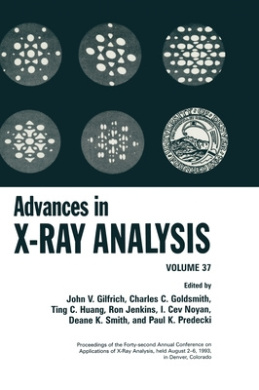 Advances in
X-RAY ANALYSIS
VOLUME 37
Edited by
John V. Gilfrich, Charles C. Goldsmith,
Ting C. Huang, Ron Jenkins, I. Cev Noyan,
Deane K. Smith, and Paul K. Predecki
Proceedings of the Forty-second Annual Conference on
Applications of X-Ray Analysis, held August 2–6, 1993,
in Denver, Colorado